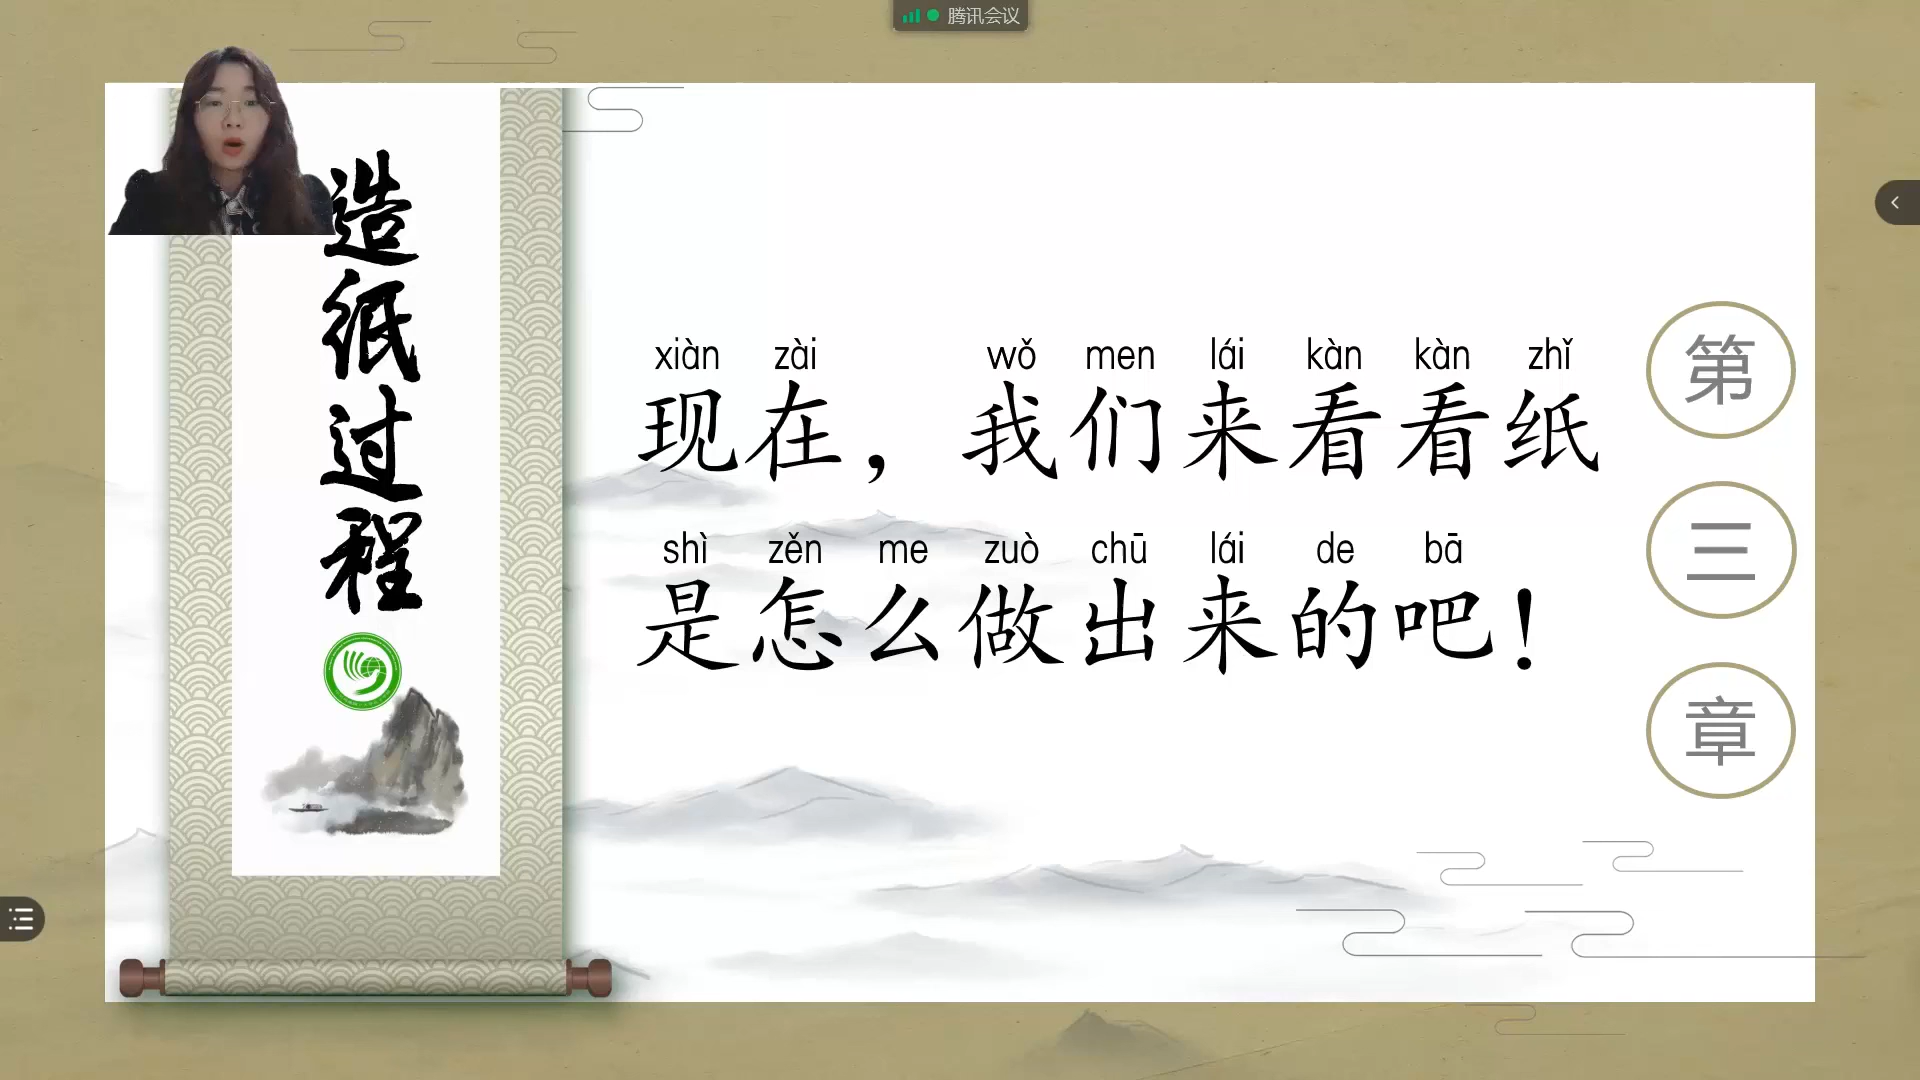 腾讯会议
造纸过程
xiàn zài wǒ men lái kàn kàn zhǐ
现在，我们来看看纸
shì zěn me zuò chū lái de bā
是怎么做出来的吧！
第
三
章